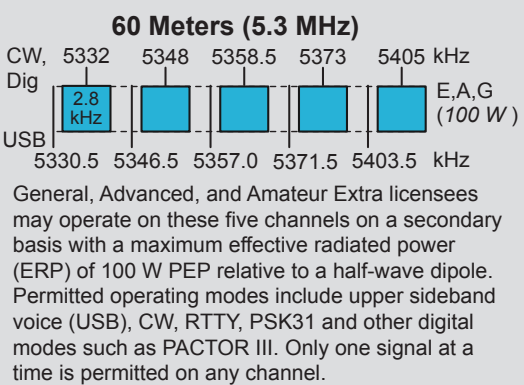 60 Meters (5.3 MHz)
CW, 5332 5348 5358.5 5373 5405 kHz
Dig
2.8 kHz
E,A,G
(100 W)
USB
5330.5 5346.5 5357.0 5371.5 5403.5 kHz
General, Advanced, and Amateur Extra licensees
may operate on these five channels on a secondary
basis with a maximum effective radiated power
(ERP) of 100 W PEP relative to a half-wave dipole.
Permitted operating modes include upper sideband
voice (USB), CW, RTTY, PSK31 and other digital
modes such as PACTOR III. Only one signal at a
time is permitted on any channel.